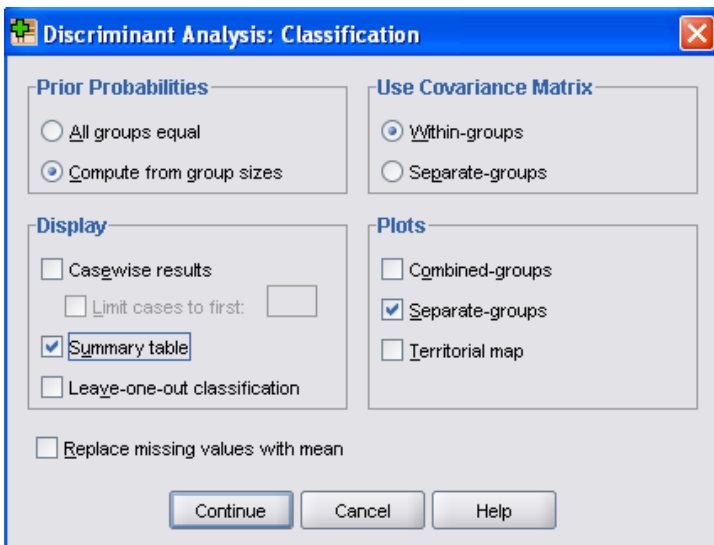 Discriminant Analysis: Classification
Prior Probabilities
All groups equal
Compute from group sizes
Use Covariance Matrix
Within-groups
Separate-groups
Display
Casewise results
Limit cases to first:
Summary table
Leave-one-out classification
Plots
Combined-groups
Separate-groups
Territorial map
Replace missing values with mean
Continue
Cancel
Help